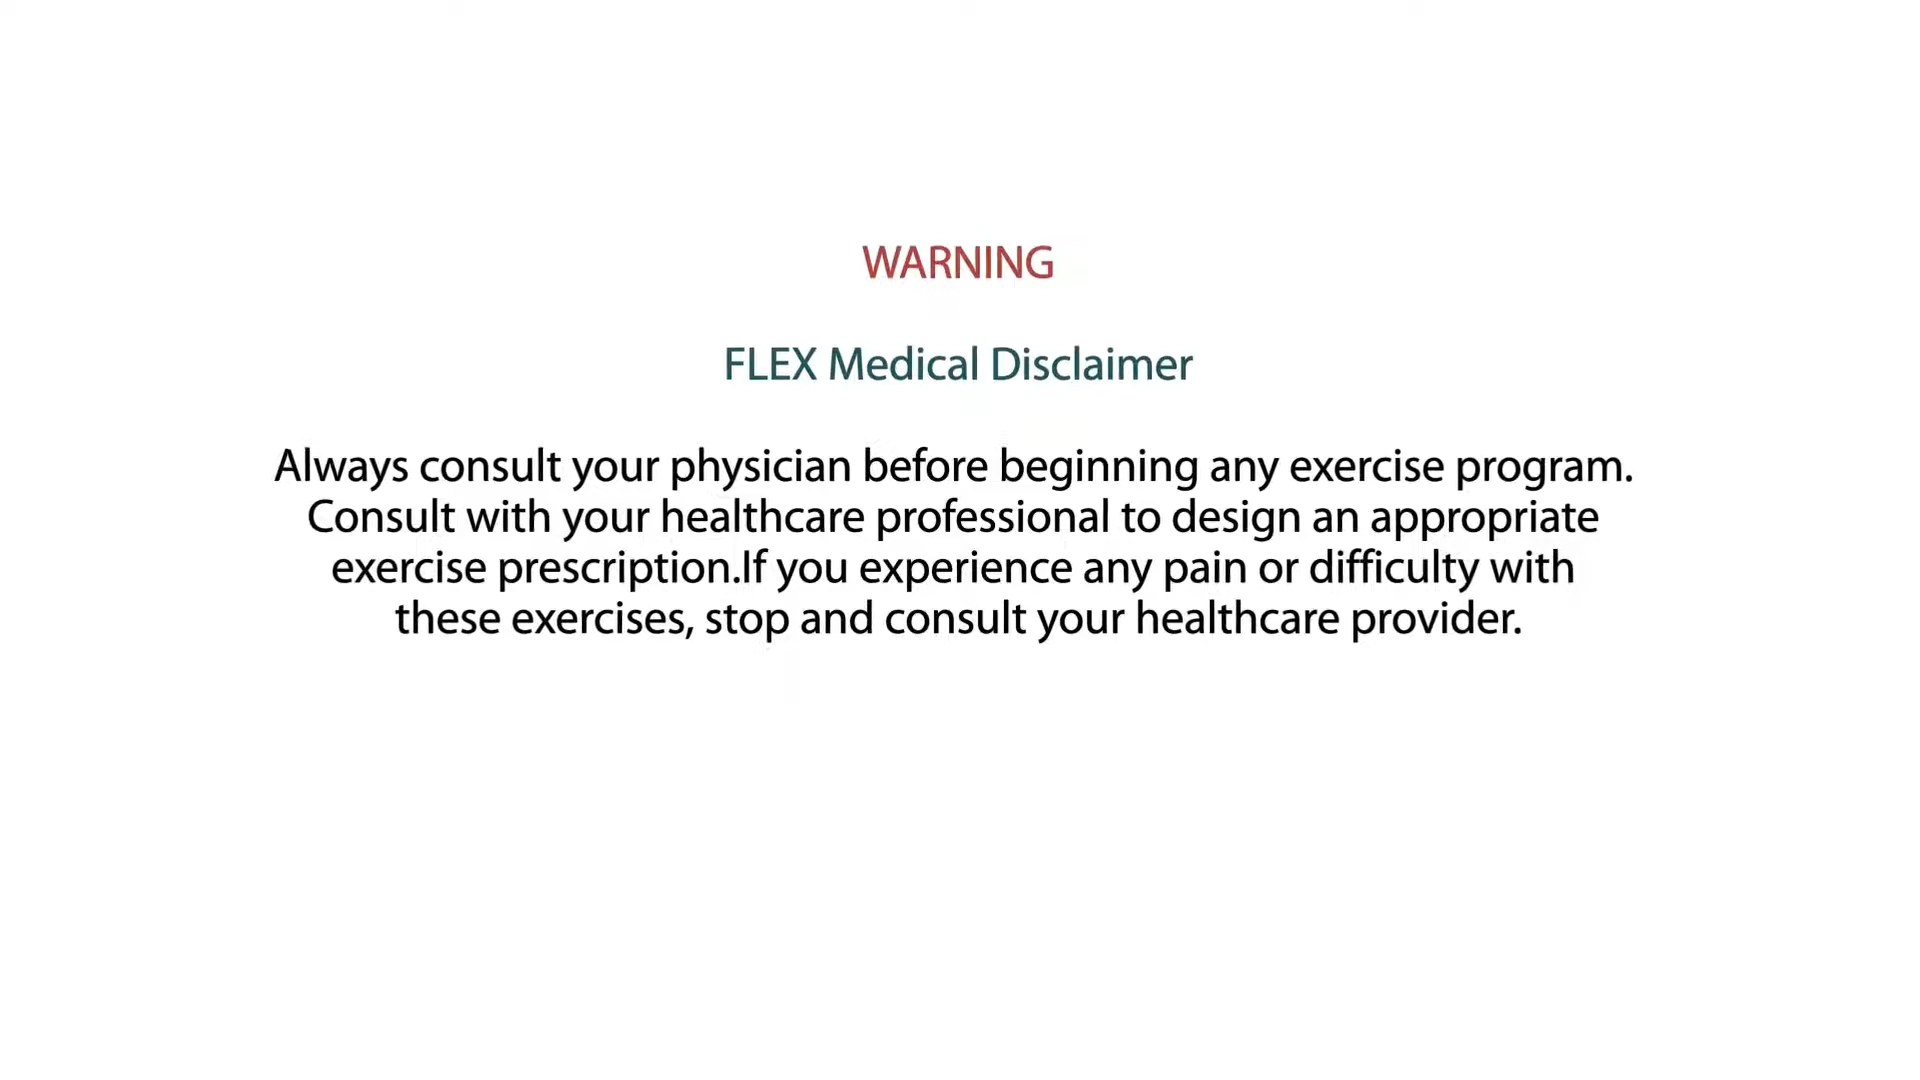 WARNING
FLEX Medical Disclaimer
Always consult your physician before beginning any exercise program.
Consult with your healthcare professional to design an appropriate
exercise prescription.If you experience any pain or difficulty with
these exercises, stop and consult your healthcare provider.